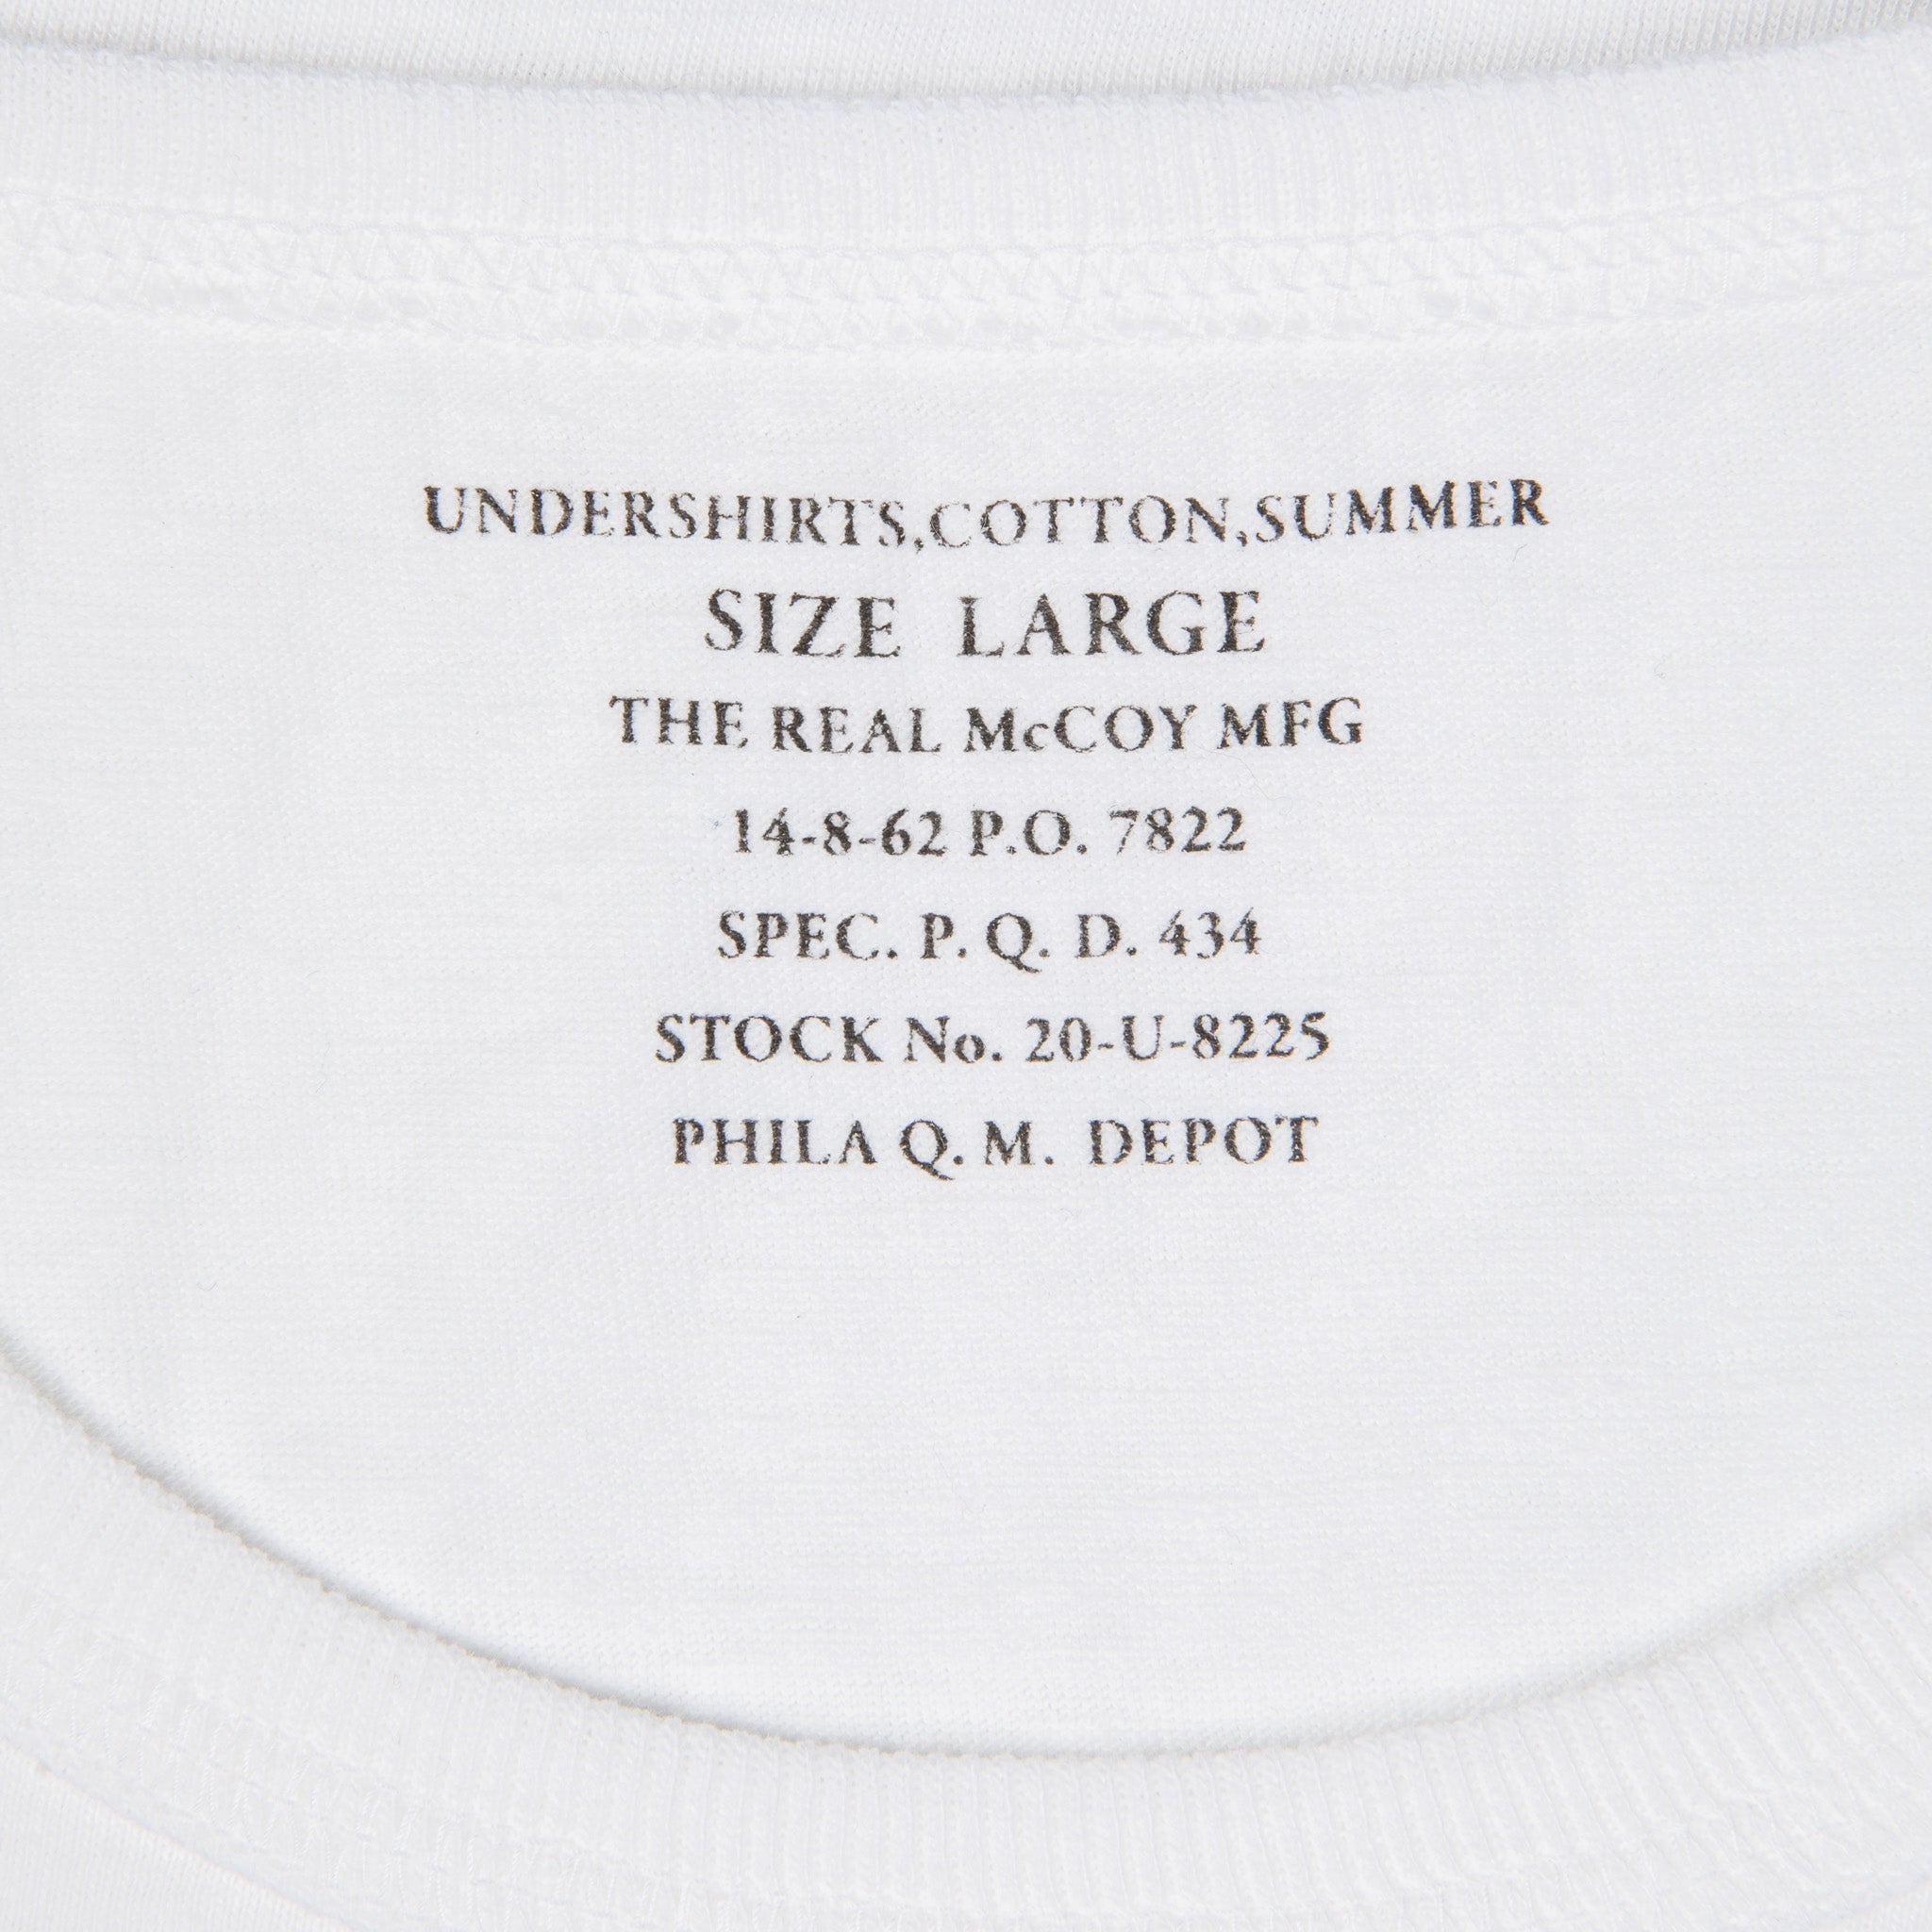 UNDERSHIRTS,COTTON,SUMMER
SIZE LARGE
THE REAL McCOY MFG
14-8-62 P.O. 7822
SPEC. P. Q. D. 434
STOCK No. 20-U-8225
PHILA Q. M. DEPOT